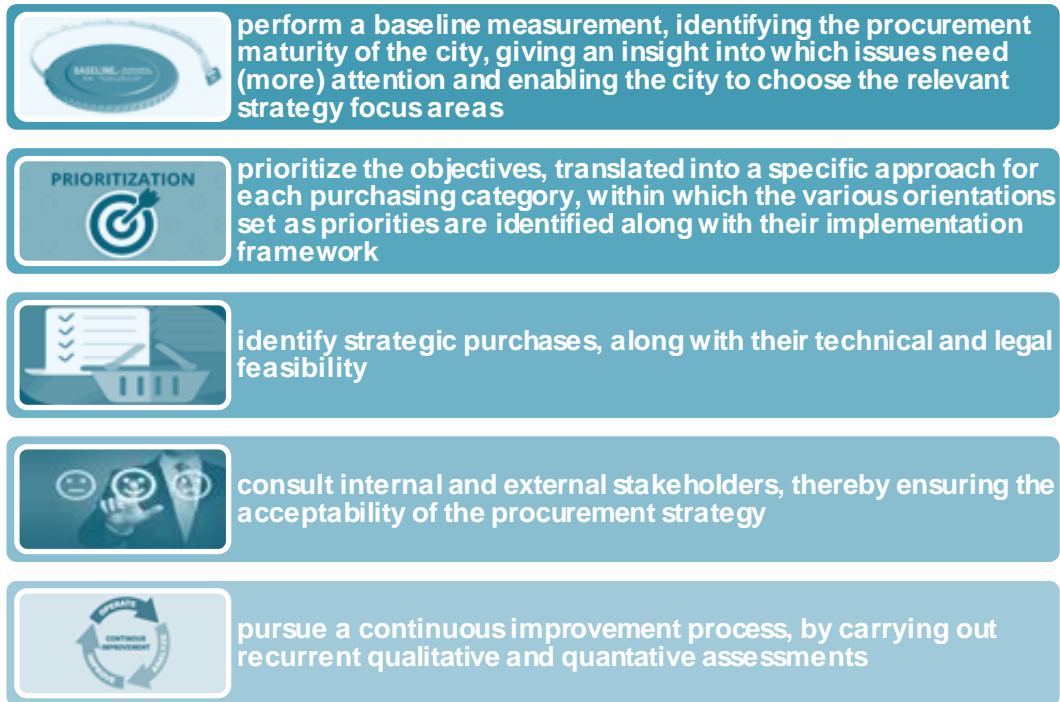 BASELINE
perform a baseline measurement, identifying the procurement
maturity of the city, giving an insight into which issues need
(more) attention and enabling the city to choose the relevant
strategy focus areas
PRIORITIZATION
prioritize the objectives, translated into a specific approach for
each purchasing category, within which the various orientations
set as priorities are identified along with their implementation
framework
identify strategic purchases, along with their technical and legal
feasibility
consult internal and external stakeholders, thereby ensuring the
acceptability of the procurement strategy
OPERATE
CONTINOUS
IMPROVEMENT
ANALYZE
IMPROVE
pursue a continuous improvement process, by carrying out
recurrent qualitative and quantative assessments